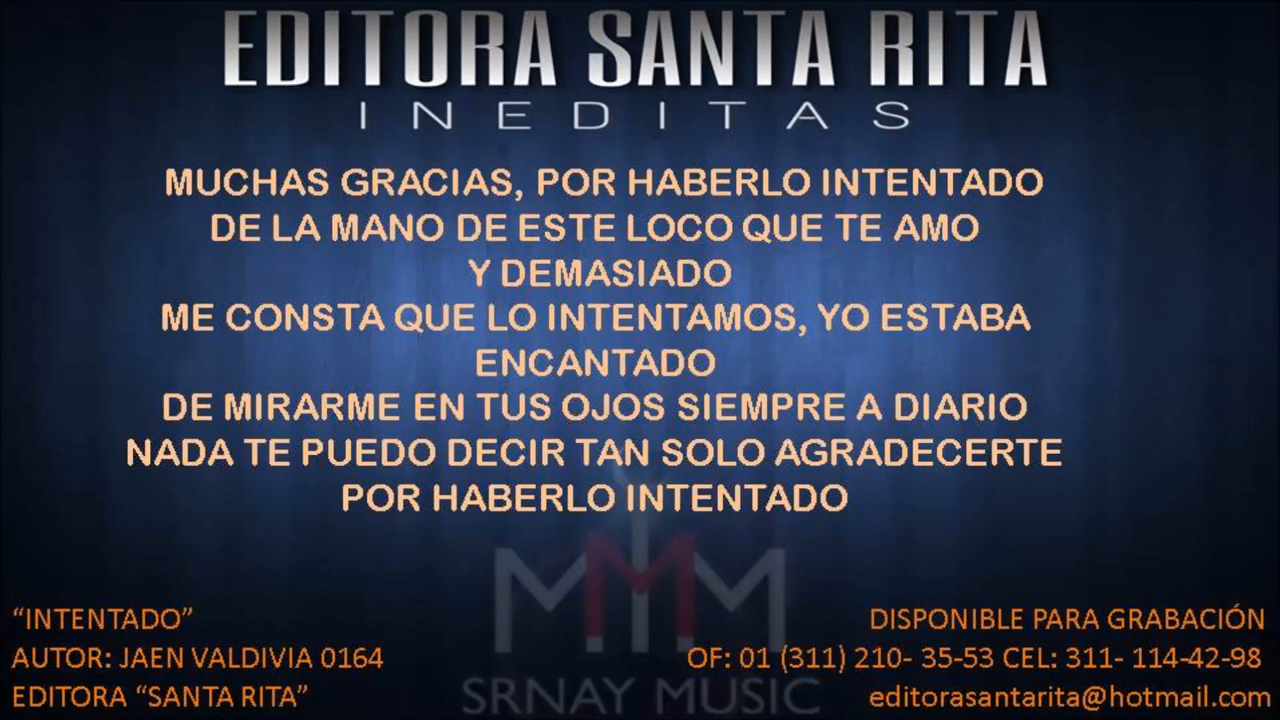 EDITORA SANTA RITA
INEDITAS
MUCHAS GRACIAS, POR HABERLO INTENTADO
DE LA MANO DE ESTE LOCO QUE TE AMO
Y DEMASIADO
ME CONSTA QUE LO INTENTAMOS, YO ESTABA
ENCANTADO
DE MIRARME EN TUS OJOS SIEMPRE A DIARIO
NADA TE PUEDO DECIR TAN SOLO AGRADECERTE
POR HABERLO INTENTADO
“INTENTADO”
AUTOR: JAEN VALDIVIA 0164
EDITORA “SANTA RITA”
SRNAY MUSIC
DISPONIBLE PARA GRABACIÓN
OF: 01 (311) 210- 35-53 CEL: 311- 114-42-98
editorasantarita@hotmail.com